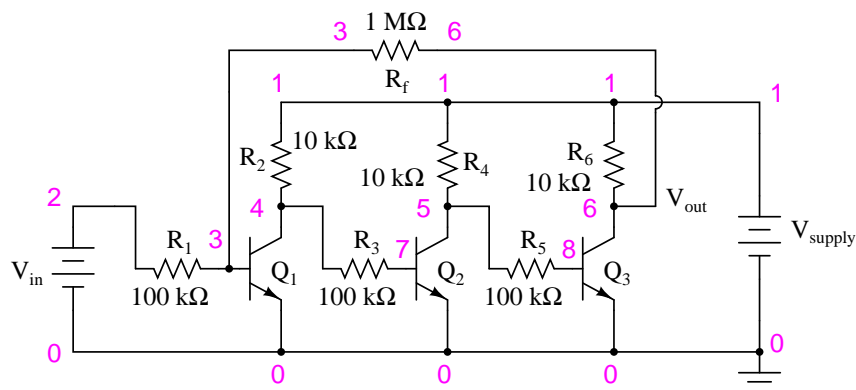 1 MΩ
3 6
R_f
1 1 1 1
10 kΩ
R_2 R_4 R_6
10 kΩ 10 kΩ
2 4 5 6 V_out
R_1 3 R_3 7 R_5 8 V_supply
V_in Q_1 Q_2 Q_3
100 kΩ 100 kΩ 100 kΩ
0 0
0 0 0